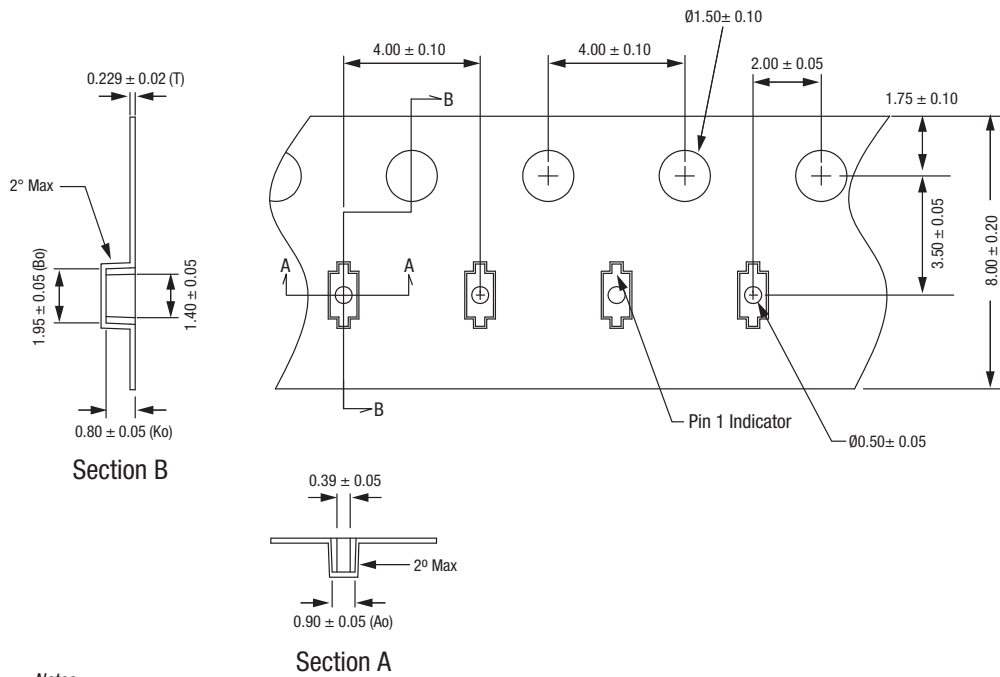 Ø1.50± 0.10
4.00 ± 0.10
4.00 ± 0.10
2.00 ± 0.05
0.229 ± 0.02 (T)
B
1.75 ± 0.10
2° Max
1.95 ± 0.05 (Bo)
1.40 ± 0.05
A
A
3.50 ± 0.05
8.00 ± 0.20
B
Pin 1 Indicator
0.80 ± 0.05 (Ko)
Ø0.50± 0.05
Section B
0.39 ± 0.05
2º Max
0.90 ± 0.05 (Ao)
Section A